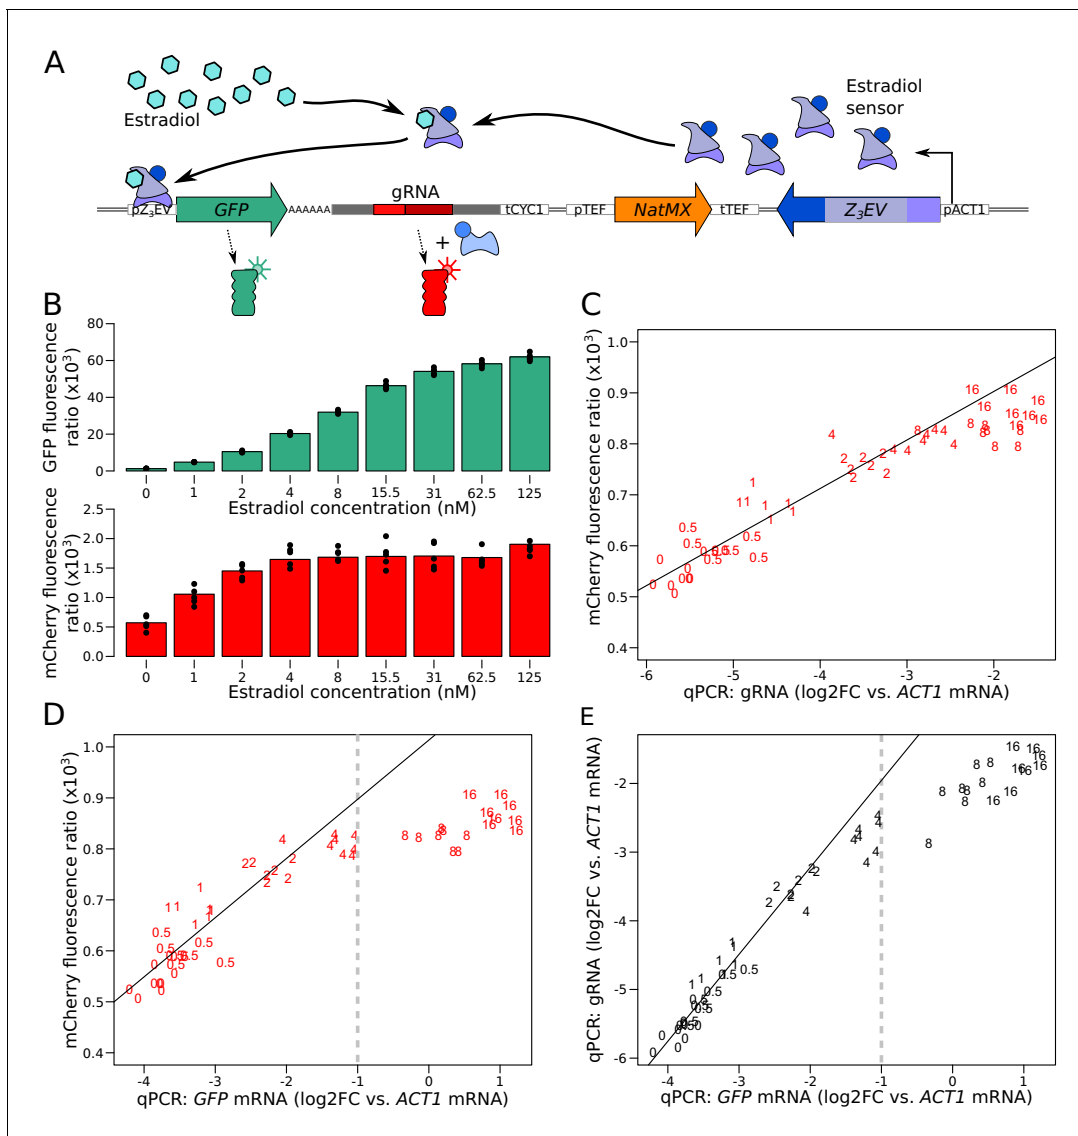 A
Estradiol
Estradiol
sensor
gRNA
pZ₃EV
GFP
AAAAAA
tCYC1
pTEF
NatMX
tTEF
Z₃EV
pACT1
+
B
GFP fluorescence
ratio (x10³)
80
60
40
20
0
0 1 2 4 8 15.5 31 62.5 125
Estradiol concentration (nM)
mCherry fluorescence
ratio (x10³)
2.5
2.0
1.5
1.0
0.5
0.0
0 1 2 4 8 15.5 31 62.5 125
Estradiol concentration (nM)
C
mCherry fluorescence ratio (x10³)
1.0
0.9
0.8
0.7
0.6
0.5
0.4
-6 -5 -4 -3 -2
qPCR: gRNA (log2FC vs. ACT1 mRNA)
D
mCherry fluorescence ratio (x10³)
1.0
0.9
0.8
0.7
0.6
0.5
0.4
-4 -3 -2 -1 0 1
qPCR: GFP mRNA (log2FC vs. ACT1 mRNA)
E
qPCR: gRNA (log2FC vs. ACT1 mRNA)
-2
-3
-4
-5
-6
-4 -3 -2 -1 0 1
qPCR: GFP mRNA (log2FC vs. ACT1 mRNA)